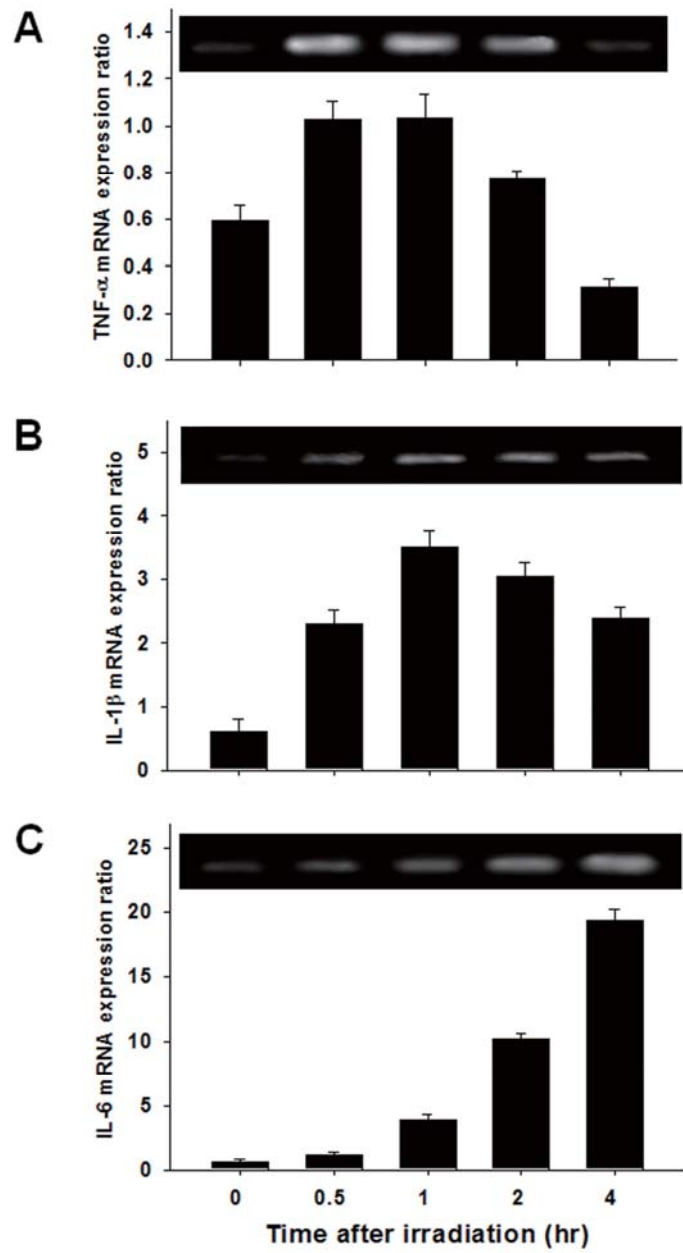 A
TNF-α mRNA expression ratio
1.4
1.2
1.0
0.8
0.6
0.4
0.2
0.0
B
IL-1β mRNA expression ratio
5
4
3
2
1
0
C
IL-6 mRNA expression ratio
25
20
15
10
5
0
0 0.5 1 2 4
Time after irradiation (hr)